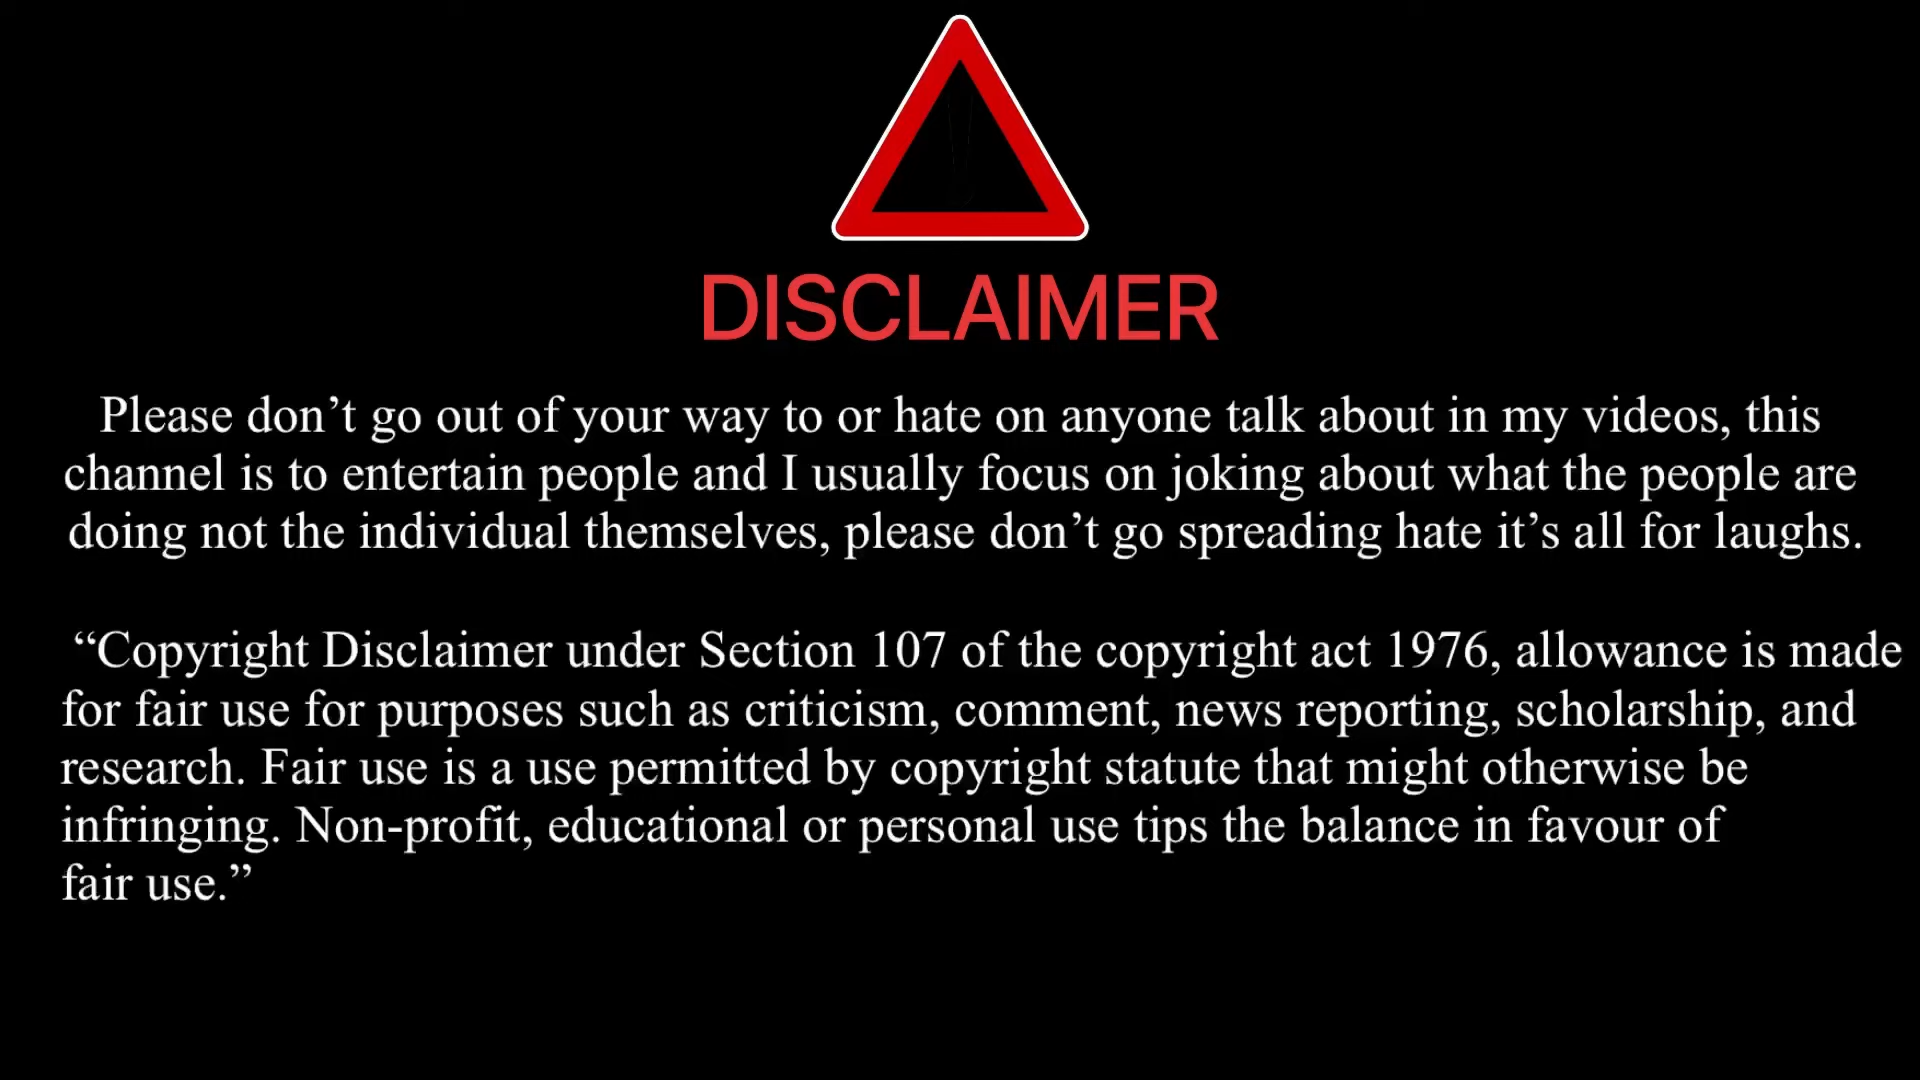 DISCLAIMER
Please don’t go out of your way to or hate on anyone talk about in my videos, this
channel is to entertain people and I usually focus on joking about what the people are
doing not the individual themselves, please don’t go spreading hate it’s all for laughs.
“Copyright Disclaimer under Section 107 of the copyright act 1976, allowance is made
for fair use for purposes such as criticism, comment, news reporting, scholarship, and
research. Fair use is a use permitted by copyright statute that might otherwise be
infringing. Non-profit, educational or personal use tips the balance in favour of
fair use.”